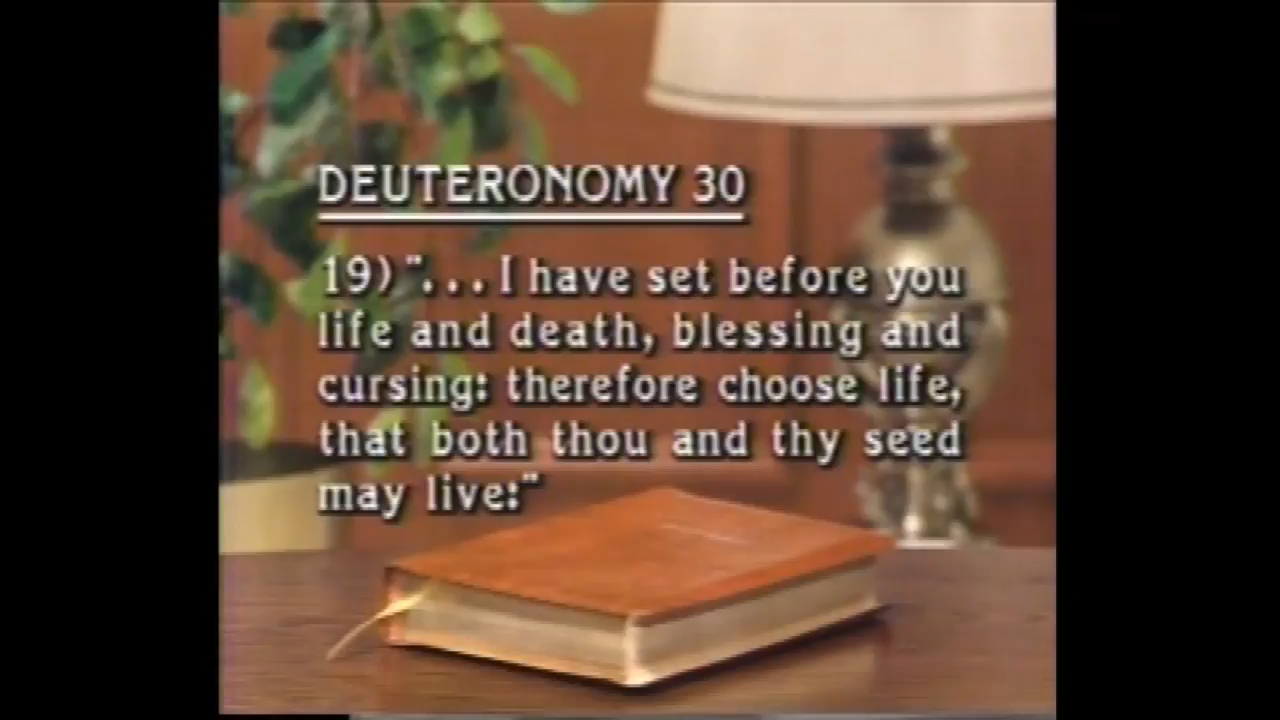 DEUTERONOMY 30
19) "... I have set before you
life and death, blessing and
cursing: therefore choose life,
that both thou and thy seed
may live:"